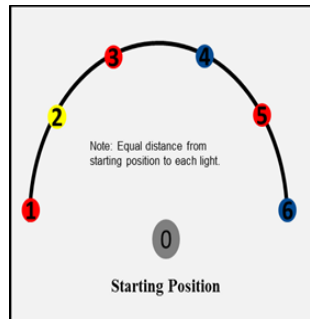 3
4
2
5
Note: Equal distance from
starting position to each light.
1
6
0
Starting Position